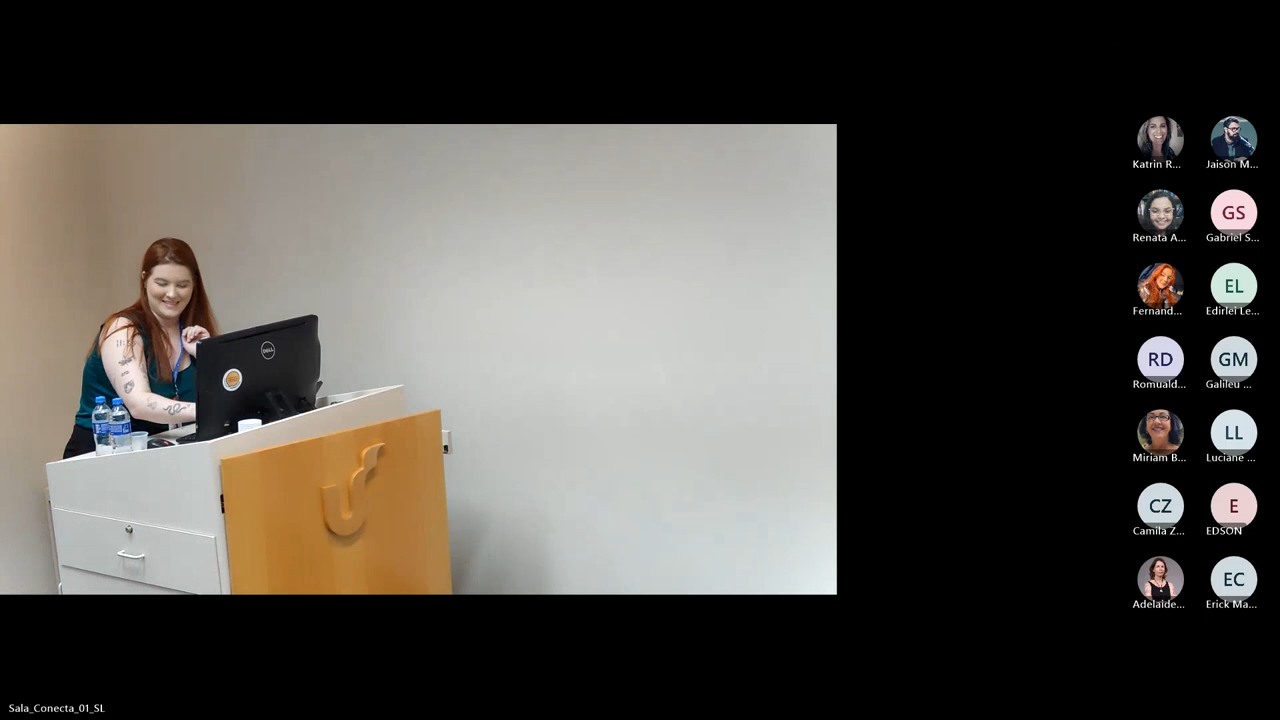 DELL
Katrin R...
Jaison M...
Renata A...
GS
Gabriel S...
Fernand...
EL
Edirlei Le...
RD
Romuald...
GM
Galileu ...
Miriam B...
LL
Luciane ...
CZ
Camila Z...
E
EDSON
Adelaide...
EC
Erick Ma...
Sala_Conecta_01_SL